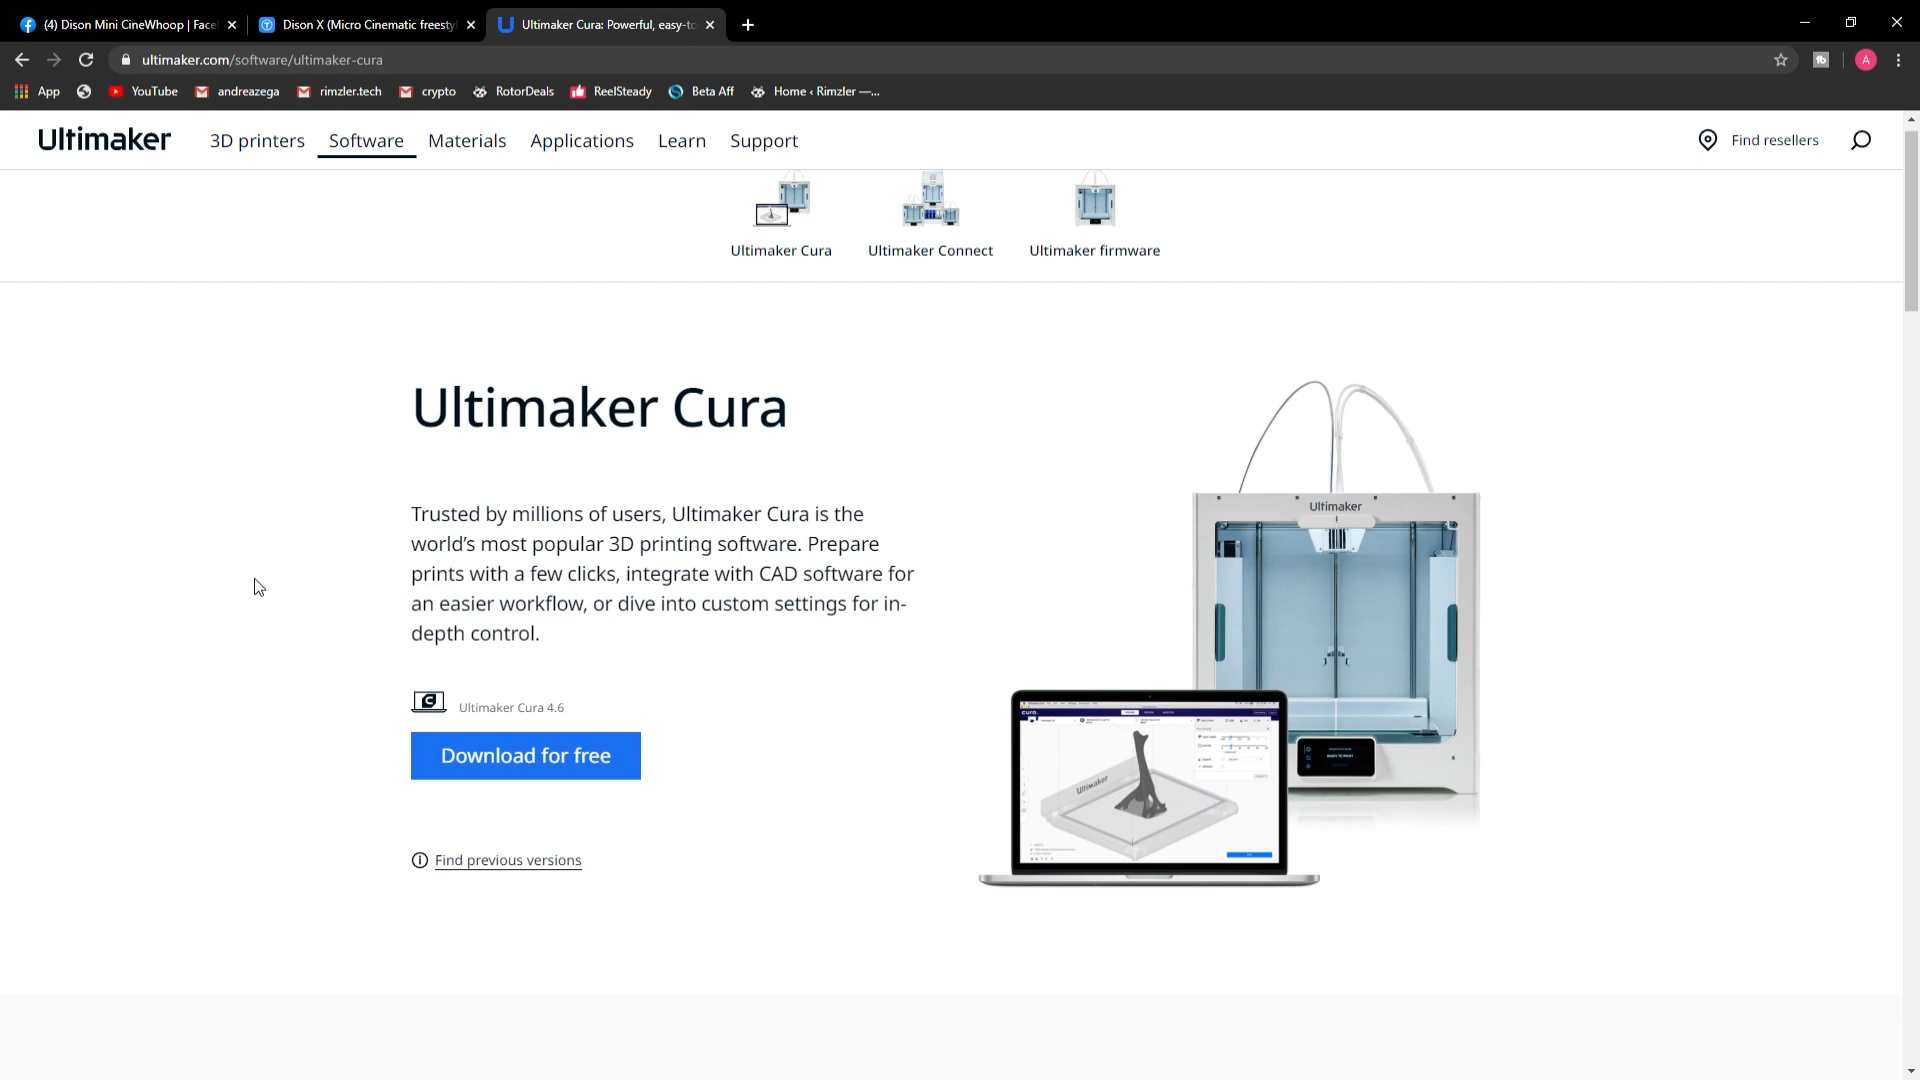 (4) Dison Mini CineWhoop | Face
Dison X (Micro Cinematic freesty
Ultimaker Cura: Powerful, easy-to
ultimaker.com/software/ultimaker-cura
App
YouTube
andreazega
rimzler.tech
crypto
RotorDeals
ReelSteady
Beta Aff
Home ‹ Rimzler —...
A
Ultimaker
3D printers
Software
Materials
Applications
Learn
Support
Find resellers
Ultimaker Cura
Ultimaker Connect
Ultimaker firmware
Ultimaker Cura
Trusted by millions of users, Ultimaker Cura is the
world's most popular 3D printing software. Prepare
prints with a few clicks, integrate with CAD software for
an easier workflow, or dive into custom settings for in-
depth control.
Ultimaker Cura 4.6
Download for free
Find previous versions
Ultimaker
cura.
Ultimaker